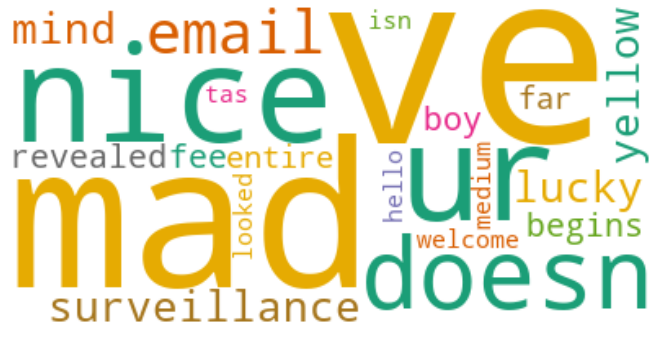 mind
email
ve
isn
yellow
nice
tas
boy
far
revealed
fee
entire
mad
looked
hello
ur
medium
lucky
begins
welcome
doesn
surveillance